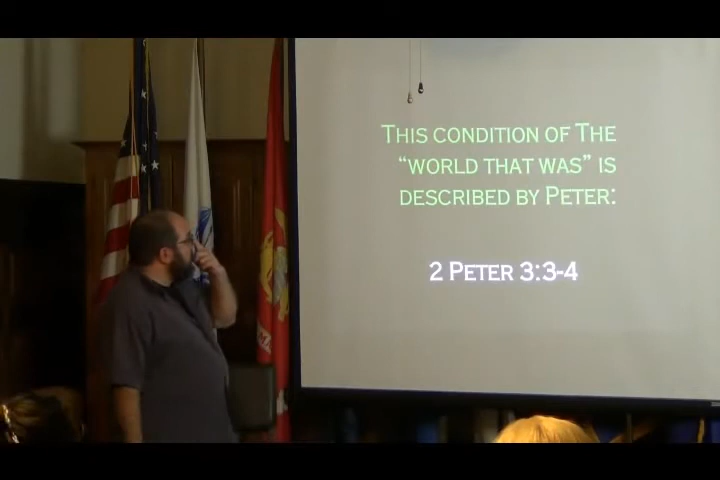 THIS CONDITION OF THE
“WORLD THAT WAS” IS
DESCRIBED BY PETER:
2 PETER 3:3-4